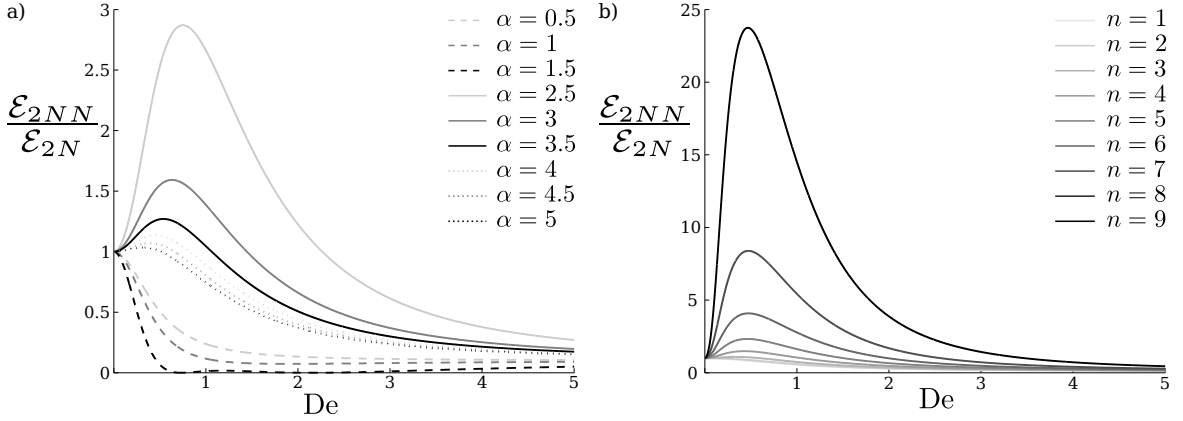 a)
3
2.5
2
1.5
1
0.5
0
ℰ2NN
ℰ2N
1
2
3
4
5
De
α = 0.5
α = 1
α = 1.5
α = 2.5
α = 3
α = 3.5
α = 4
α = 4.5
α = 5
b)
25
20
15
10
5
0
ℰ2NN
ℰ2N
1
2
3
4
5
De
n = 1
n = 2
n = 3
n = 4
n = 5
n = 6
n = 7
n = 8
n = 9